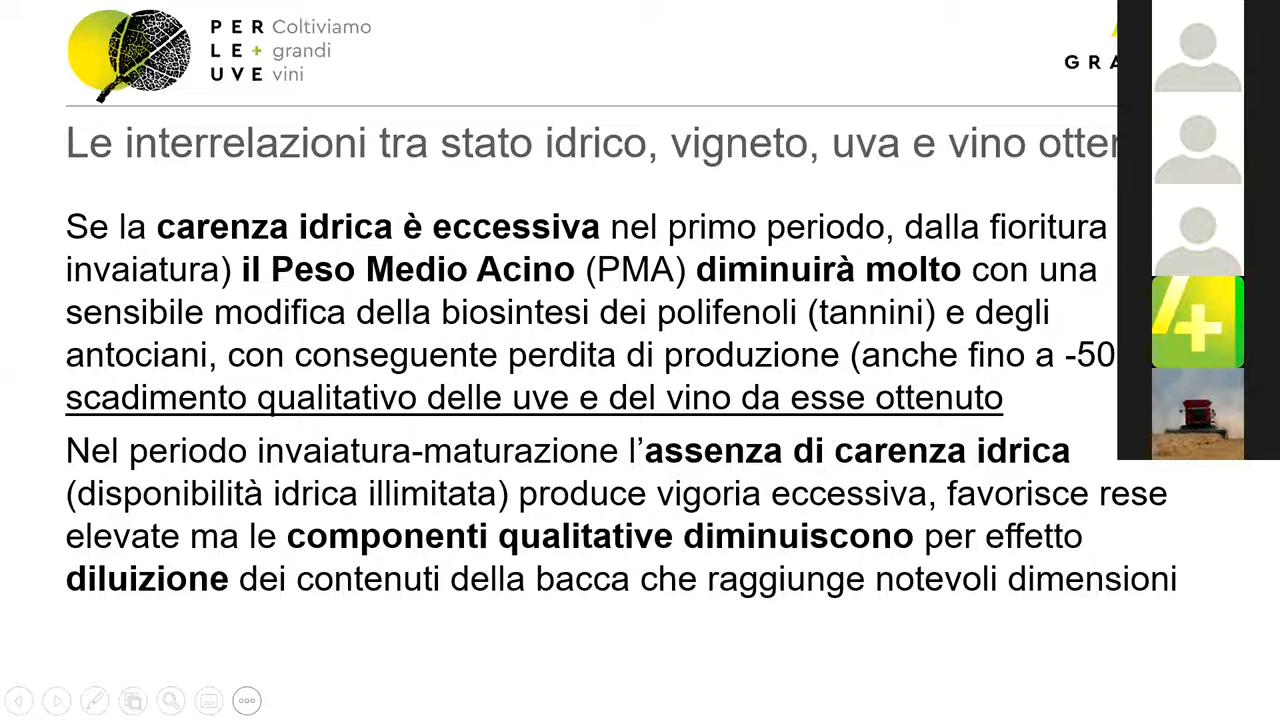 PER Coltiviamo
LE + grandi
UVE vini
GRA
Le interrelazioni tra stato idrico, vigneto, uva e vino otten
Se la carenza idrica è eccessiva nel primo periodo, dalla fioritura
invaiatura) il Peso Medio Acino (PMA) diminuirà molto con una
sensibile modifica della biosintesi dei polifenoli (tannini) e degli
antociani, con conseguente perdita di produzione (anche fino a -50
scadimento qualitativo delle uve e del vino da esse ottenuto
Nel periodo invaiatura-maturazione l’assenza di carenza idrica
(disponibilità idrica illimitata) produce vigoria eccessiva, favorisce rese
elevate ma le componenti qualitative diminuiscono per effetto
diluizione dei contenuti della bacca che raggiunge notevoli dimensioni